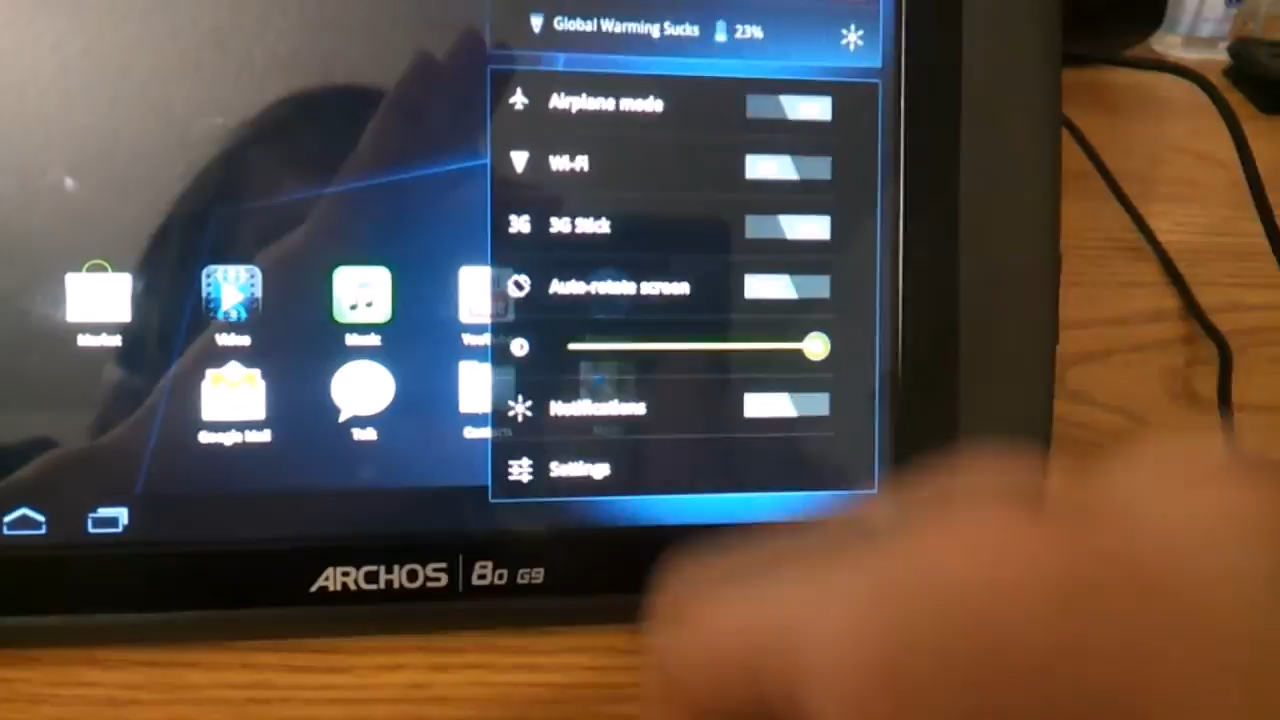 Global Warming Sucks 23%
Airplane mode
Wi-Fi
3G 3G Stick
Auto-rotate screen
Notifications
Settings
Market
Video
Music
Google Mail
Talk
ARCHOS 80 G9